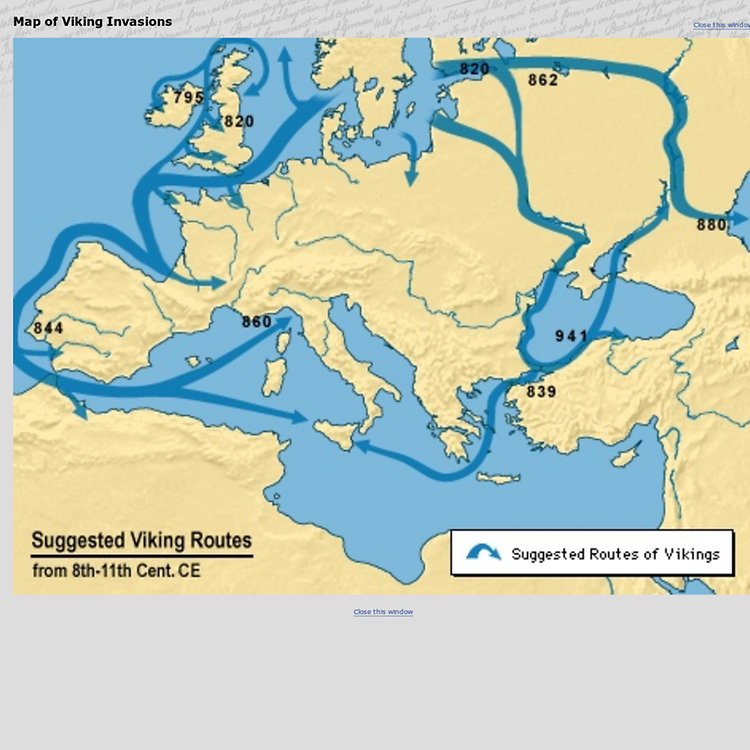 Map of Viking Invasions
Close this window
820
862
795
820
880
844
860
941
839
Suggested Viking Routes
from 8th-11th Cent. CE
Suggested Routes of Vikings
Close this window